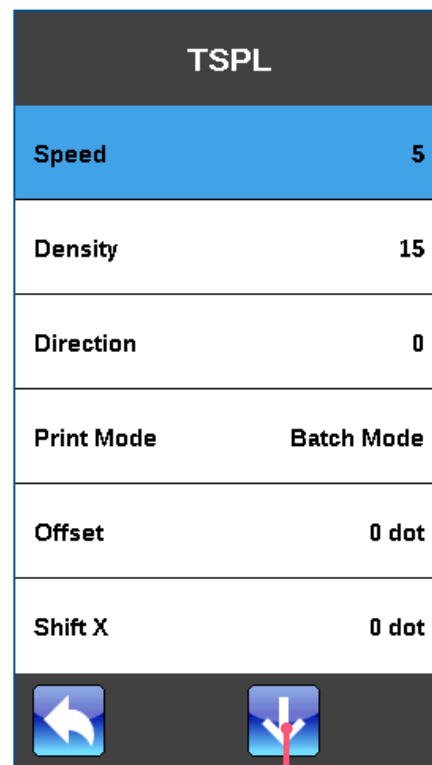 TSPL
Speed 5
Density 15
Direction 0
Print Mode Batch Mode
Offset 0 dot
Shift X 0 dot